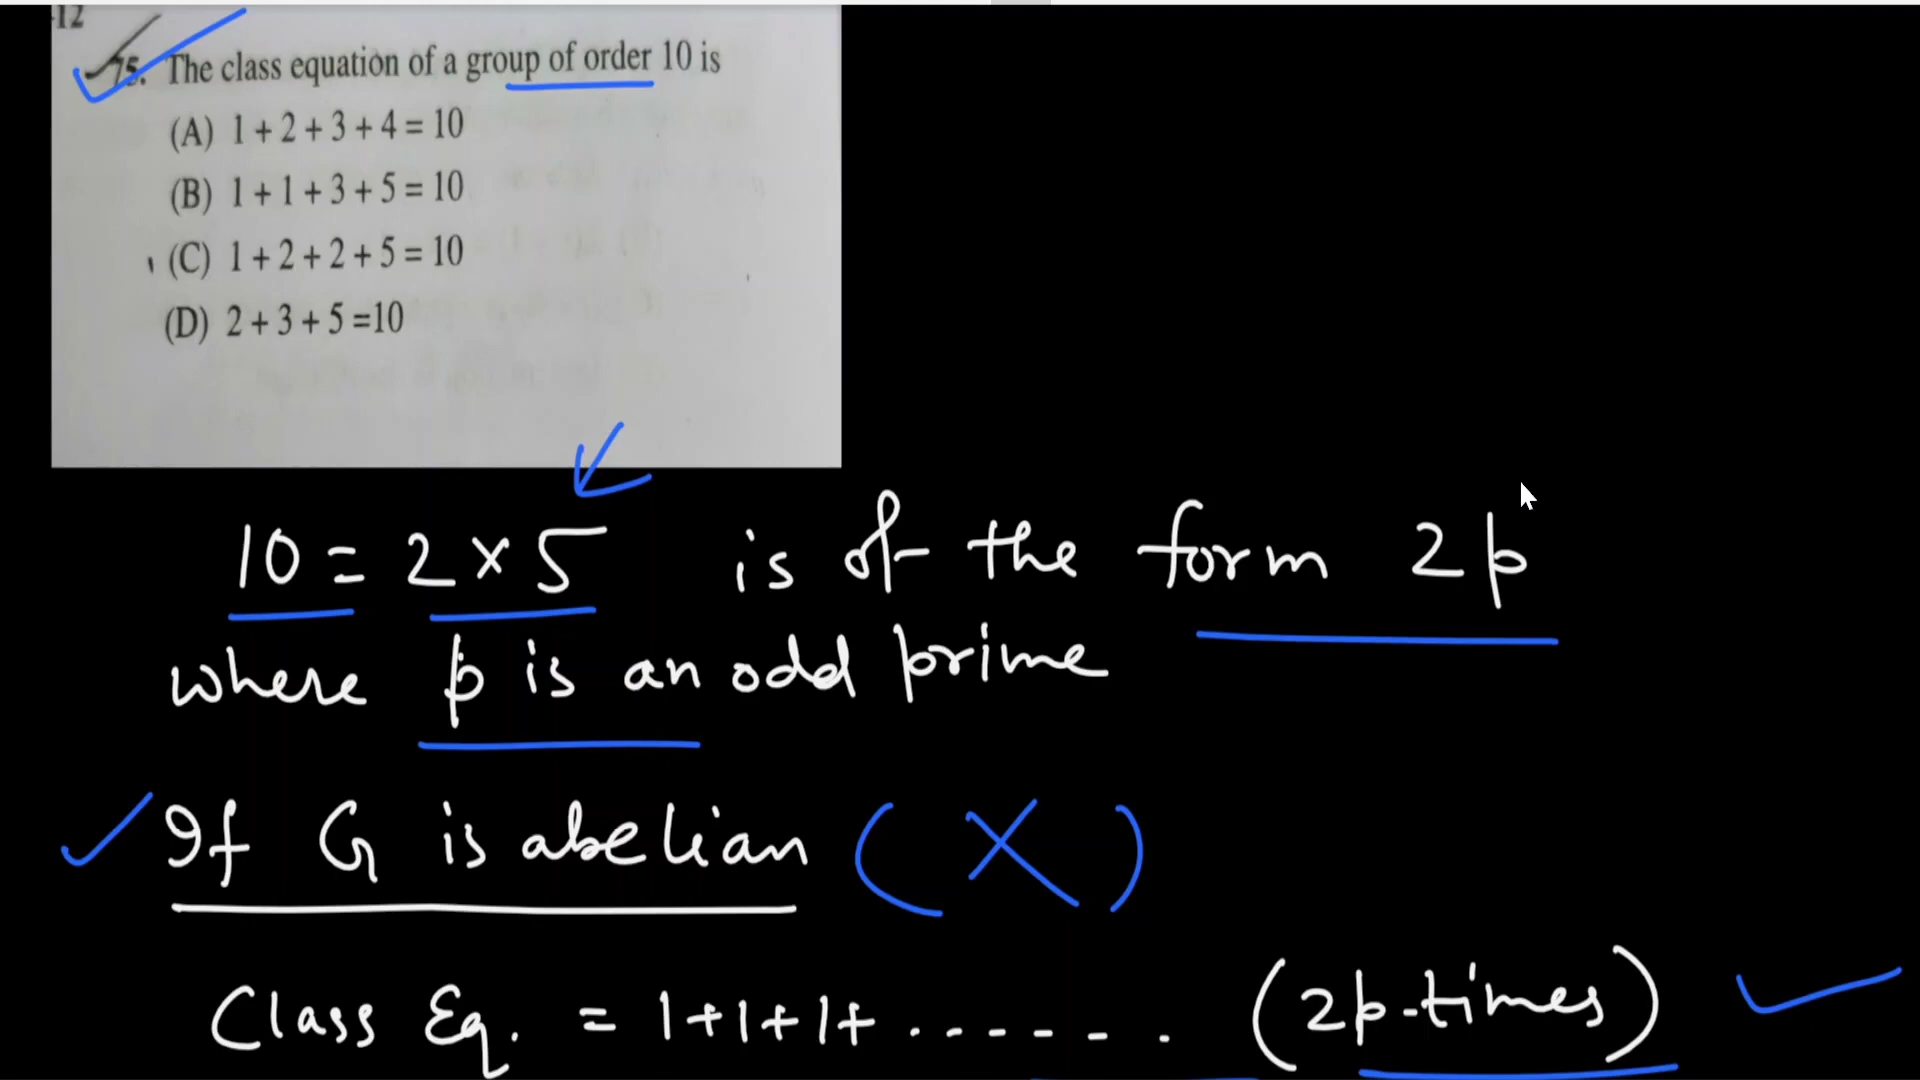 12
75. The class equation of a group of order 10 is
(A) 1 + 2 + 3 + 4 = 10
(B) 1 + 1 + 3 + 5 = 10
(C) 1 + 2 + 2 + 5 = 10
(D) 2 + 3 + 5 =10
10 = 2 × 5 is of the form 2p
where p is an odd prime
If G is abelian (×)
Class Eq. = 1+1+1+ ....... (2p-times)